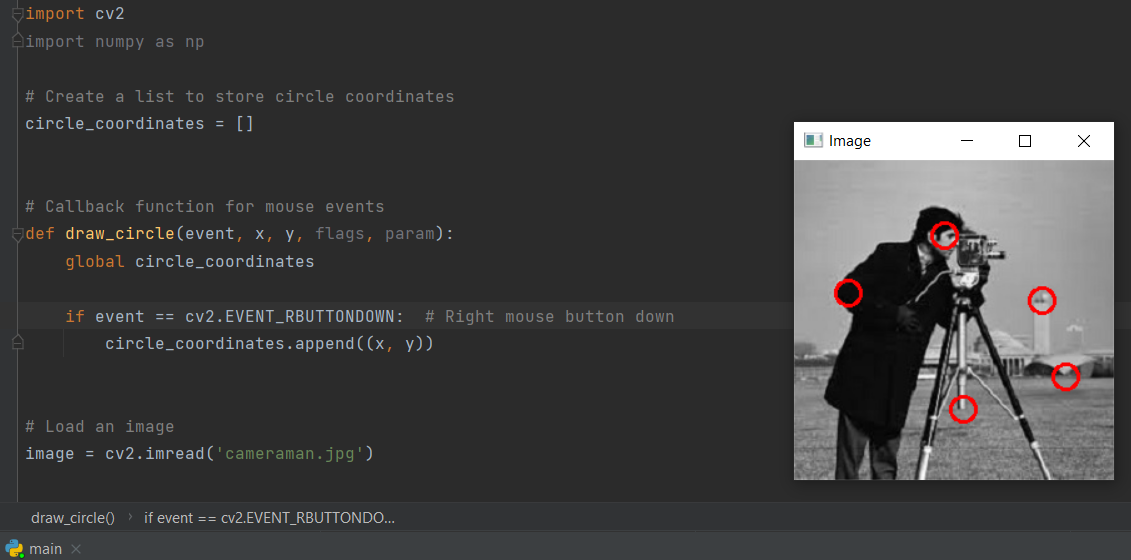 import cv2
import numpy as np
# Create a list to store circle coordinates
circle_coordinates = []
# Callback function for mouse events
def draw_circle(event, x, y, flags, param):
global circle_coordinates
if event == cv2.EVENT_RBUTTONDOWN:  # Right mouse button down
circle_coordinates.append((x, y))
# Load an image
image = cv2.imread('cameraman.jpg')
Image
draw_circle() › if event == cv2.EVENT_RBUTTONDO...
main